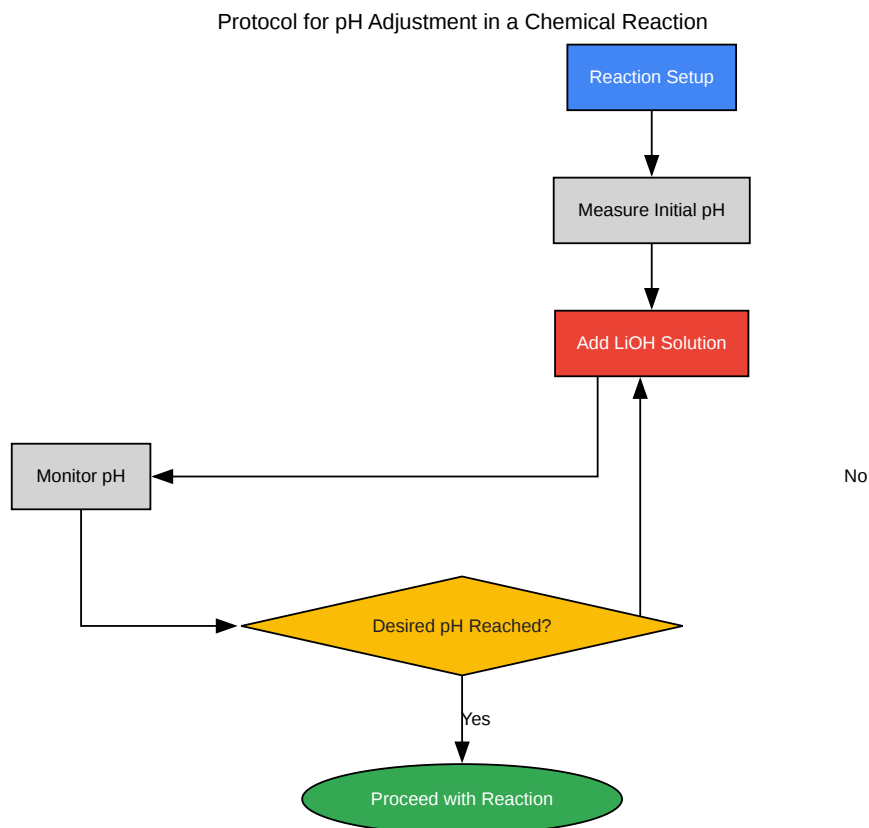 Protocol for pH Adjustment in a Chemical Reaction
Reaction Setup
Measure Initial pH
Add LiOH Solution
Monitor pH
No
Desired pH Reached?
Yes
Proceed with Reaction